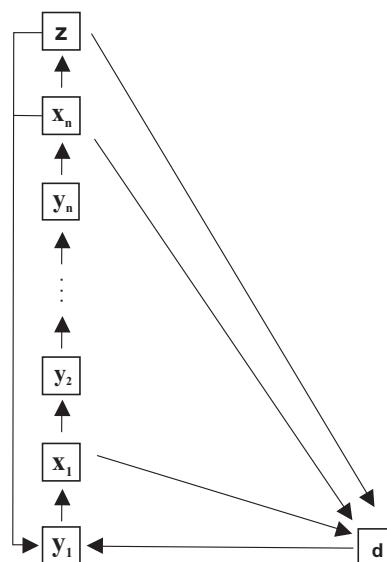 z
xₙ
yₙ
⋮
y₂
x₁
y₁
d